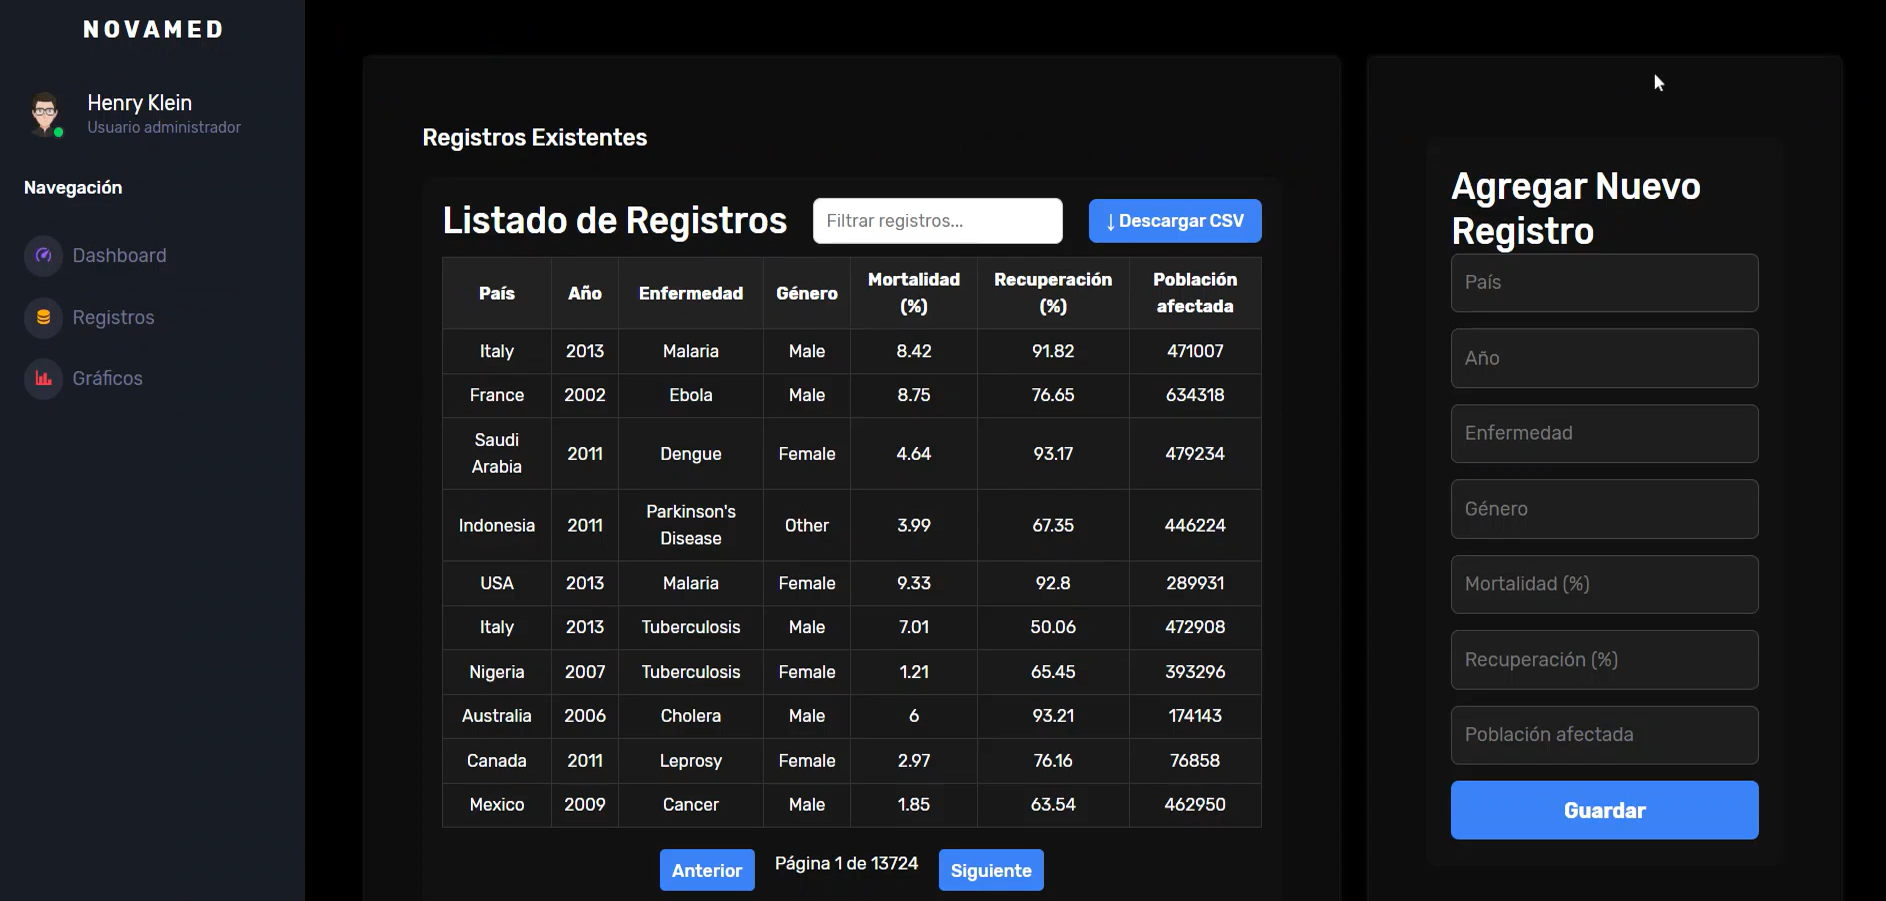 NOVAMED
Henry Klein
Usuario administrador
Navegación
Dashboard
Registros
Gráficos
Registros Existentes
Listado de Registros
Filtrar registros...
↓ Descargar CSV
País Año Enfermedad Género Mortalidad (%) Recuperación (%) Población afectada
Italy 2013 Malaria Male 8.42 91.82 471007
France 2002 Ebola Male 8.75 76.65 634318
Saudi Arabia 2011 Dengue Female 4.64 93.17 479234
Indonesia 2011 Parkinson's Disease Other 3.99 67.35 446224
USA 2013 Malaria Female 9.33 92.8 289931
Italy 2013 Tuberculosis Male 7.01 50.06 472908
Nigeria 2007 Tuberculosis Female 1.21 65.45 393296
Australia 2006 Cholera Male 6 93.21 174143
Canada 2011 Leprosy Female 2.97 76.16 76858
Mexico 2009 Cancer Male 1.85 63.54 462950
Anterior Página 1 de 13724 Siguiente
Agregar Nuevo
Registro
País
Año
Enfermedad
Género
Mortalidad (%)
Recuperación (%)
Población afectada
Guardar